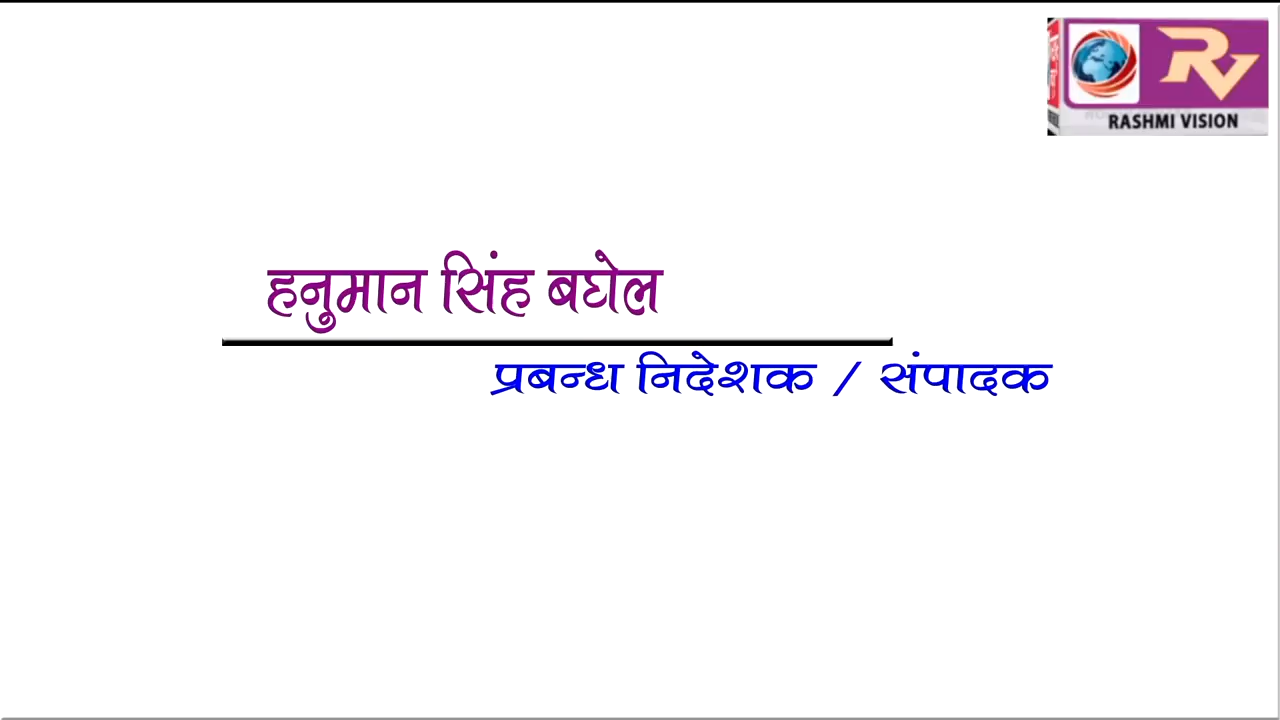 RV
RASHMI VISION
हनुमान सिंह बघेल
प्रबन्ध निदेशक / संपादक